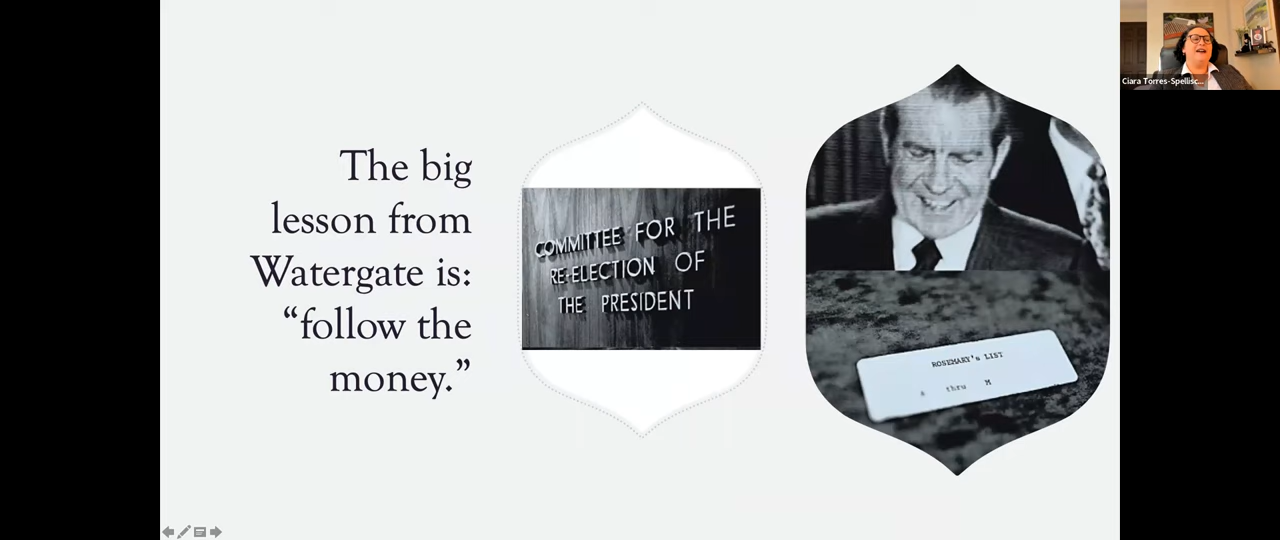 The big
lesson from
Watergate is:
“follow the
money.”
COMMITTEE FOR THE
RE-ELECTION OF
THE PRESIDENT
ROSEMARY's LIST
A thru M
Ciara Torres-Spellisc...